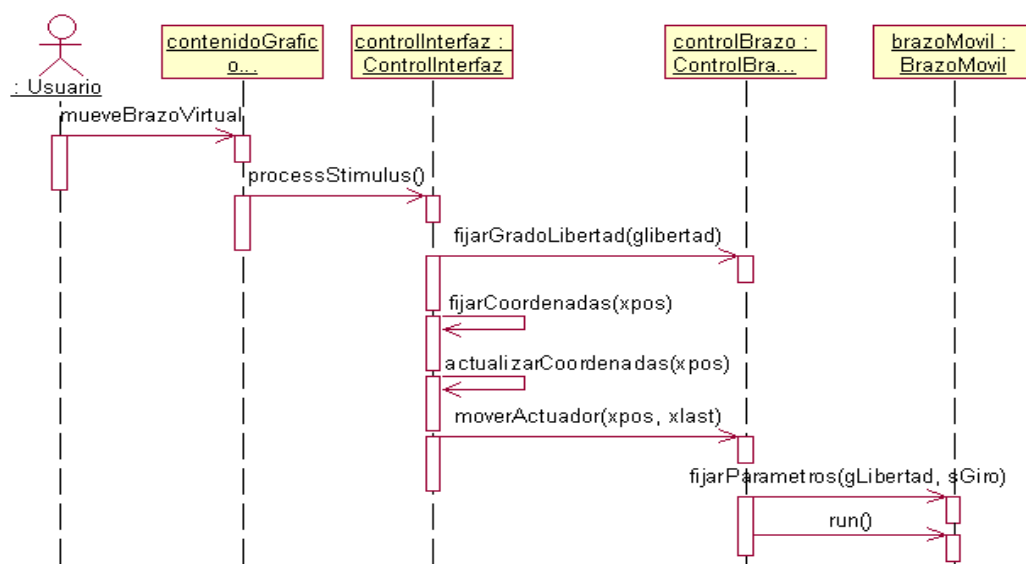 contenidoGrafic
o...
controlInterfaz :
ControlInterfaz
controlBrazo :
ControlBra...
brazoMovil :
BrazoMovil
: Usuario
mueveBrazoVirtual
processStimulus()
fijarGradoLibertad(glibertad)
fijarCoordenadas(xpos)
actualizarCoordenadas(xpos)
moverActuador(xpos, xlast)
fijarParametros(gLibertad, sGiro)
run()